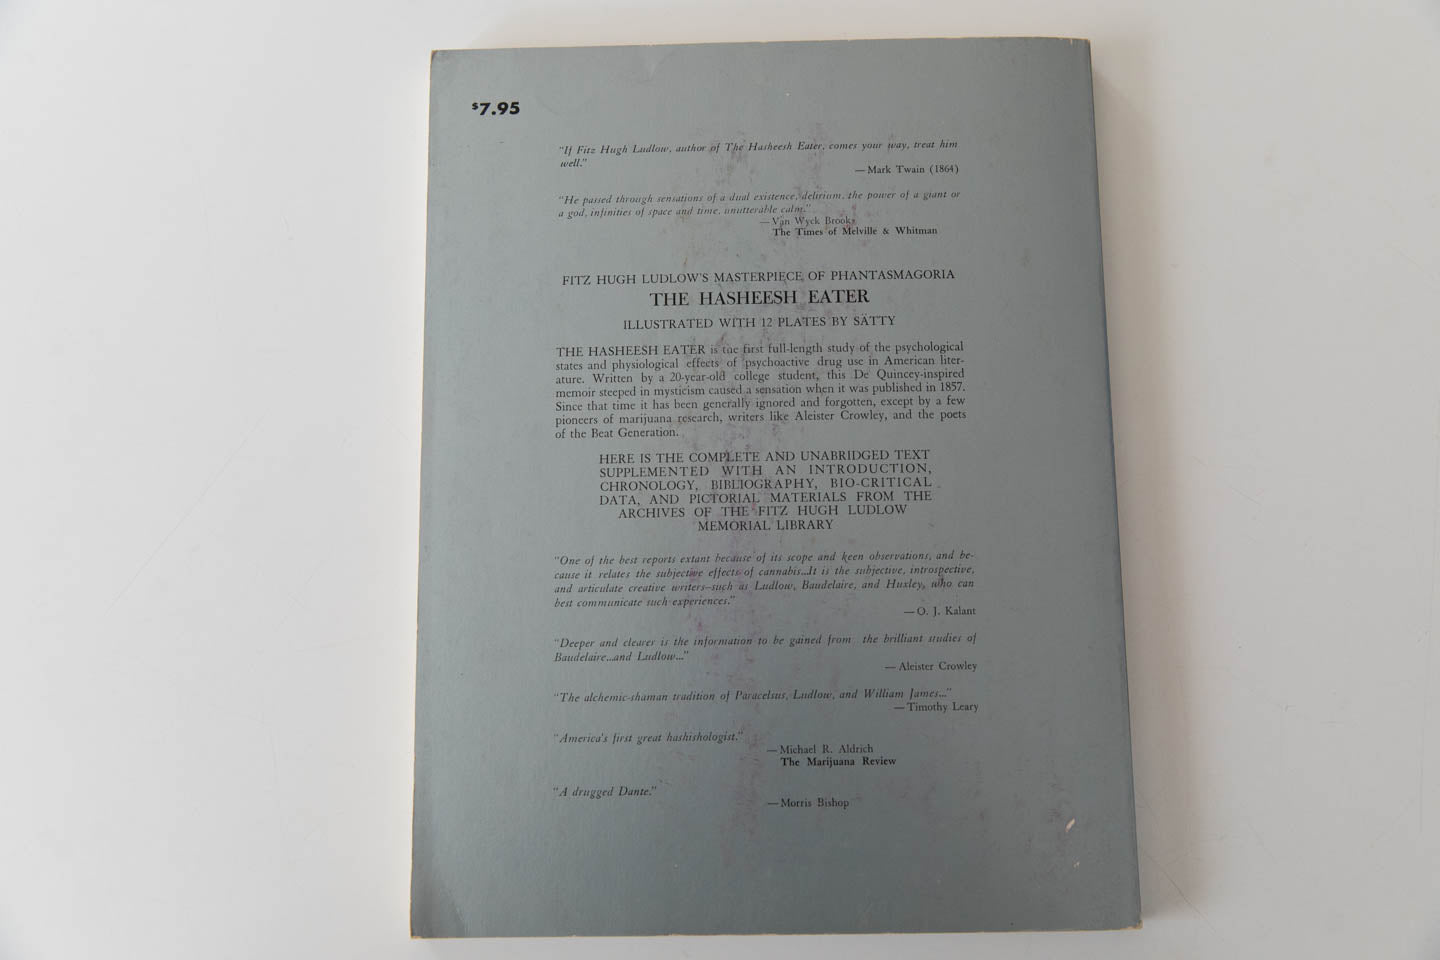 $7.95
"If Fitz Hugh Ludlow, author of The Hasheesh Eater, comes your way, treat him
well."
— Mark Twain (1864)
"He passed through sensations of a dual existence, delirium, the power of a giant or
a god, infinities of space and time, unutterable calm."
— Van Wyck Brooks
The Times of Melville & Whitman
FITZ HUGH LUDLOW'S MASTERPIECE OF PHANTASMAGORIA
THE HASHEESH EATER
ILLUSTRATED WITH 12 PLATES BY SÄTTY
THE HASHEESH EATER is the first full-length study of the psychological
states and physiological effects of psychoactive drug use in American liter-
ature. Written by a 20-year-old college student, this De Quincey-inspired
memoir steeped in mysticism caused a sensation when it was published in 1857.
Since that time it has been generally ignored and forgotten, except by a few
pioneers of marijuana research, writers like Aleister Crowley, and the poets
of the Beat Generation.
HERE IS THE COMPLETE AND UNABRIDGED TEXT
SUPPLEMENTED WITH AN INTRODUCTION,
CHRONOLOGY, BIBLIOGRAPHY, BIO-CRITICAL
DATA, AND PICTORIAL MATERIALS FROM THE
ARCHIVES OF THE FITZ HUGH LUDLOW
MEMORIAL LIBRARY
"One of the best reports extant because of its scope and keen observations, and be-
cause it relates the subjective effects of cannabis...It is the subjective, introspective,
and articulate creative writers—such as Ludlow, Baudelaire, and Huxley, who can
best communicate such experiences."
— O. J. Kalant
"Deeper and clearer is the information to be gained from the brilliant studies of
Baudelaire...and Ludlow..."
— Aleister Crowley
"The alchemic-shaman tradition of Paracelsus, Ludlow, and William James..."
— Timothy Leary
"America's first great hashishologist."
— Michael R. Aldrich
The Marijuana Review
"A drugged Dante."
— Morris Bishop